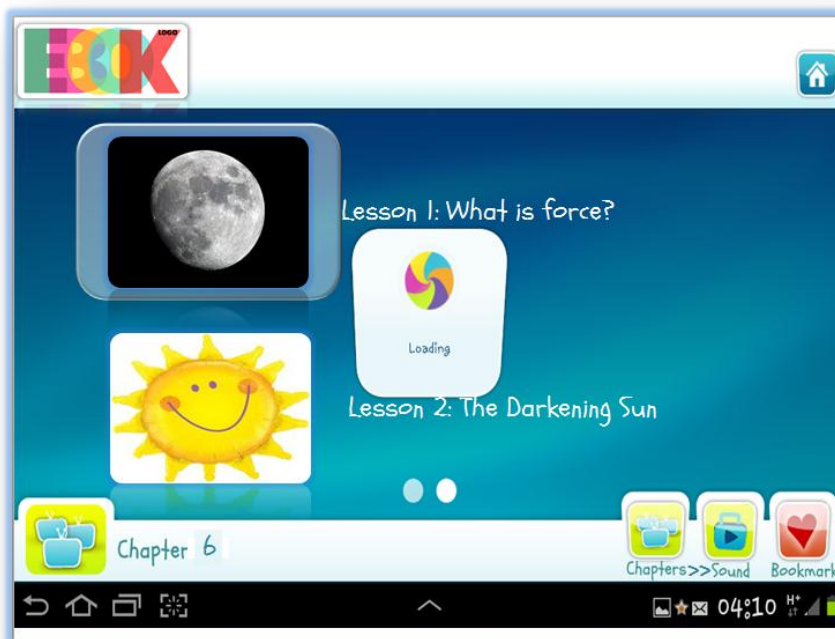 EBOOK LOGO
Lesson 1: What is force?
Loading
Lesson 2: The Darkening Sun
Chapter 6
Chapters>>Sound Bookmark
04:10 H+